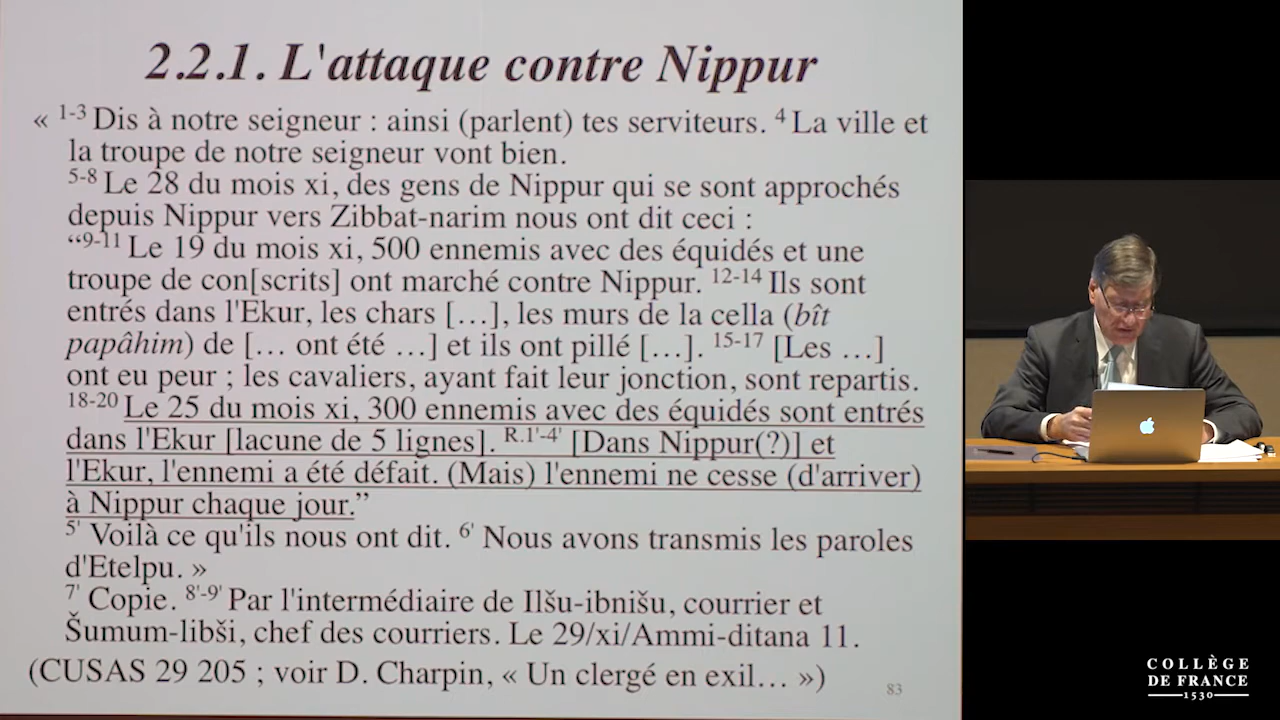 2.2.1. L'attaque contre Nippur
« 1-3 Dis à notre seigneur : ainsi (parlent) tes serviteurs. 4 La ville et
la troupe de notre seigneur vont bien.
5-8 Le 28 du mois xi, des gens de Nippur qui se sont approchés
depuis Nippur vers Zibbat-narim nous ont dit ceci :
“9-11 Le 19 du mois xi, 500 ennemis avec des équidés et une
troupe de con[scrits] ont marché contre Nippur. 12-14 Ils sont
entrés dans l'Ekur, les chars […], les murs de la cella (bît
papâhim) de [… ont été …] et ils ont pillé […]. 15-17 [Les …]
ont eu peur ; les cavaliers, ayant fait leur jonction, sont repartis.
18-20 Le 25 du mois xi, 300 ennemis avec des équidés sont entrés
dans l'Ekur [lacune de 5 lignes]. R.1'-4' [Dans Nippur(?)] et
l'Ekur, l'ennemi a été défait. (Mais) l'ennemi ne cesse (d'arriver)
à Nippur chaque jour.”
5' Voilà ce qu'ils nous ont dit. 6' Nous avons transmis les paroles
d'Etelpu. »
7' Copie. 8'-9' Par l'intermédiaire de Ilšu-ibnišu, courrier et
Šumum-libši, chef des courriers. Le 29/xi/Ammi-ditana 11.
(CUSAS 29 205 ; voir D. Charpin, « Un clergé en exil… »)
83
COLLÈGE
DE FRANCE
1530